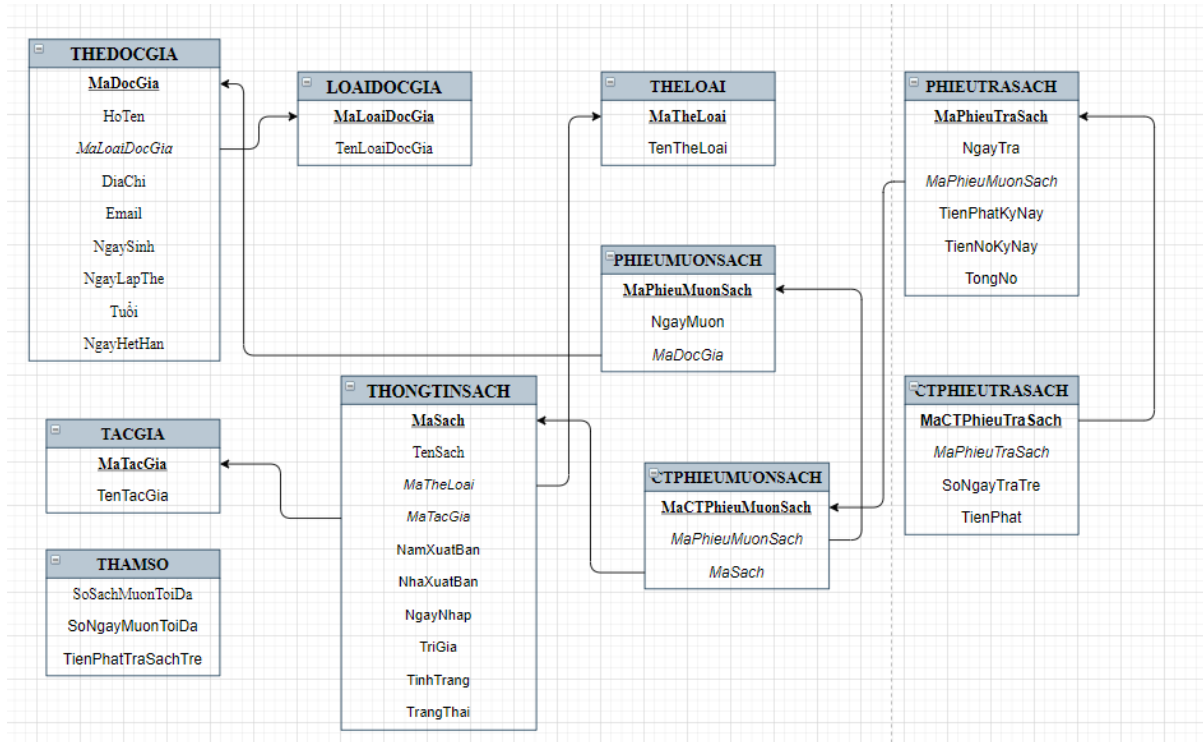 THEDOCGIA
MaDocGia
HoTen
MaLoaiDocGia
DiaChi
Email
NgaySinh
NgayLapThe
Tuổi
NgayHetHan
LOAIDOCGIA
MaLoaiDocGia
TenLoaiDocGia
THELOAI
MaTheLoai
TenTheLoai
PHIEUTRASACH
MaPhieuTraSach
NgayTra
MaPhieuMuonSach
TienPhatKyNay
TienNoKyNay
TongNo
PHIEUMUONSACH
MaPhieuMuonSach
NgayMuon
MaDocGia
THONGTINSACH
MaSach
TenSach
MaTheLoai
MaTacGia
NamXuatBan
NhaXuatBan
NgayNhap
TriGia
TinhTrang
TrangThai
CTPHIEUTRASACH
MaCTPhieuTraSach
MaPhieuTraSach
SoNgayTraTre
TienPhat
TACGIA
MaTacGia
TenTacGia
CTPHIEUMUONSACH
MaCTPhieuMuonSach
MaPhieuMuonSach
MaSach
THAMSO
SoSachMuonToiDa
SoNgayMuonToiDa
TienPhatTraSachTre